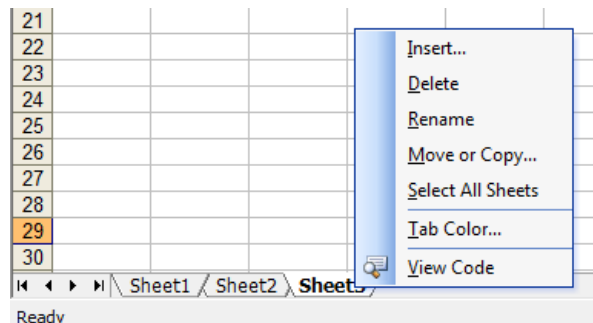 21
22
23
24
25
26
27
28
29
30
Insert...
Delete
Rename
Move or Copy...
Select All Sheets
Tab Color...
View Code
Sheet1 Sheet2 Sheet3
Ready